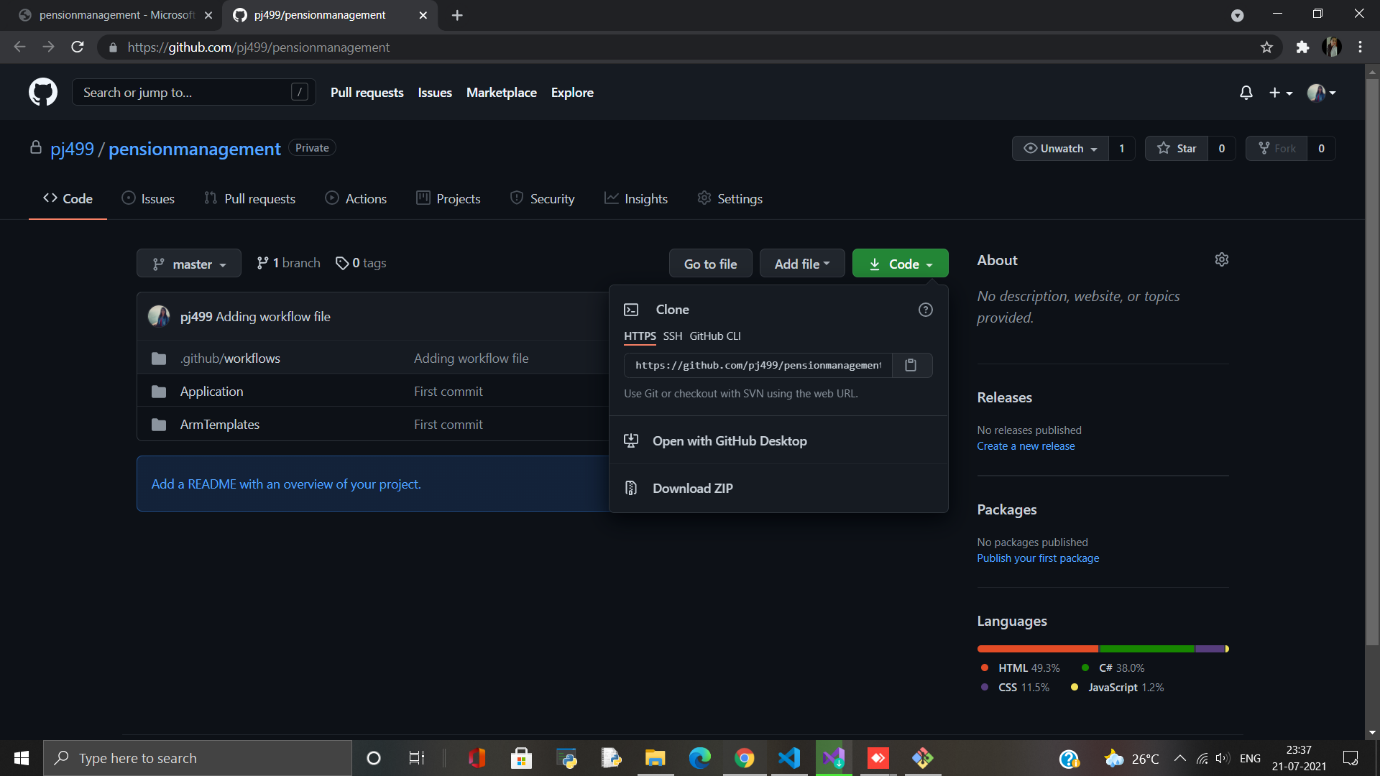 pensionmanagement - Microsoft
pj499/pensionmanagement
https://github.com/pj499/pensionmanagement
Search or jump to... /
Pull requests Issues Marketplace Explore
pj499 / pensionmanagement Private
Unwatch 1 Star 0 Fork 0
Code Issues Pull requests Actions Projects Security Insights Settings
master 1 branch 0 tags Go to file Add file Code
pj499 Adding workflow file
.github/workflows Adding workflow file
Application First commit
ArmTemplates First commit
Add a README with an overview of your project.
Clone
HTTPS SSH GitHub CLI
https://github.com/pj499/pensionmanagement
Use Git or checkout with SVN using the web URL.
Open with GitHub Desktop
Download ZIP
About
No description, website, or topics
provided.
Releases
No releases published
Create a new release
Packages
No packages published
Publish your first package
Languages
HTML 49.3% C# 38.0%
CSS 11.5% JavaScript 1.2%
Type here to search
26°C ENG
23:37
21-07-2021